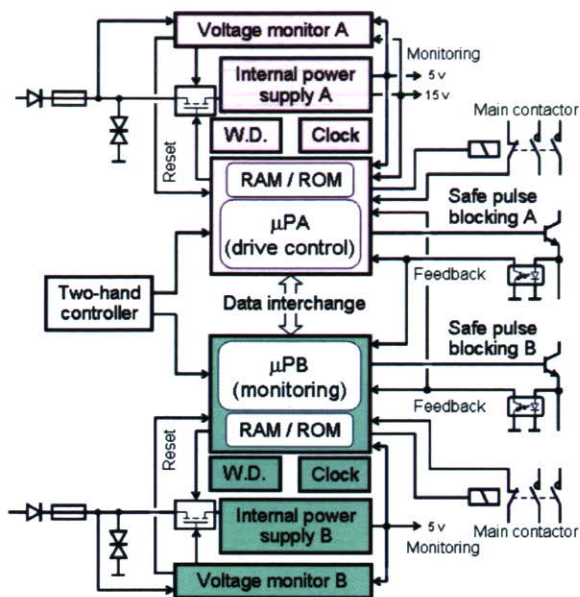 Voltage monitor A
Monitoring
Internal power
supply A
5 v
15 v
Main contactor
W.D.
Clock
Reset
RAM / ROM
Safe pulse
blocking A
µPA
(drive control)
Feedback
Two-hand
controller
Data interchange
Safe pulse
blocking B
µPB
(monitoring)
Feedback
RAM / ROM
Reset
W.D.
Clock
Internal power
supply B
5 v
Main contactor
Monitoring
Voltage monitor B